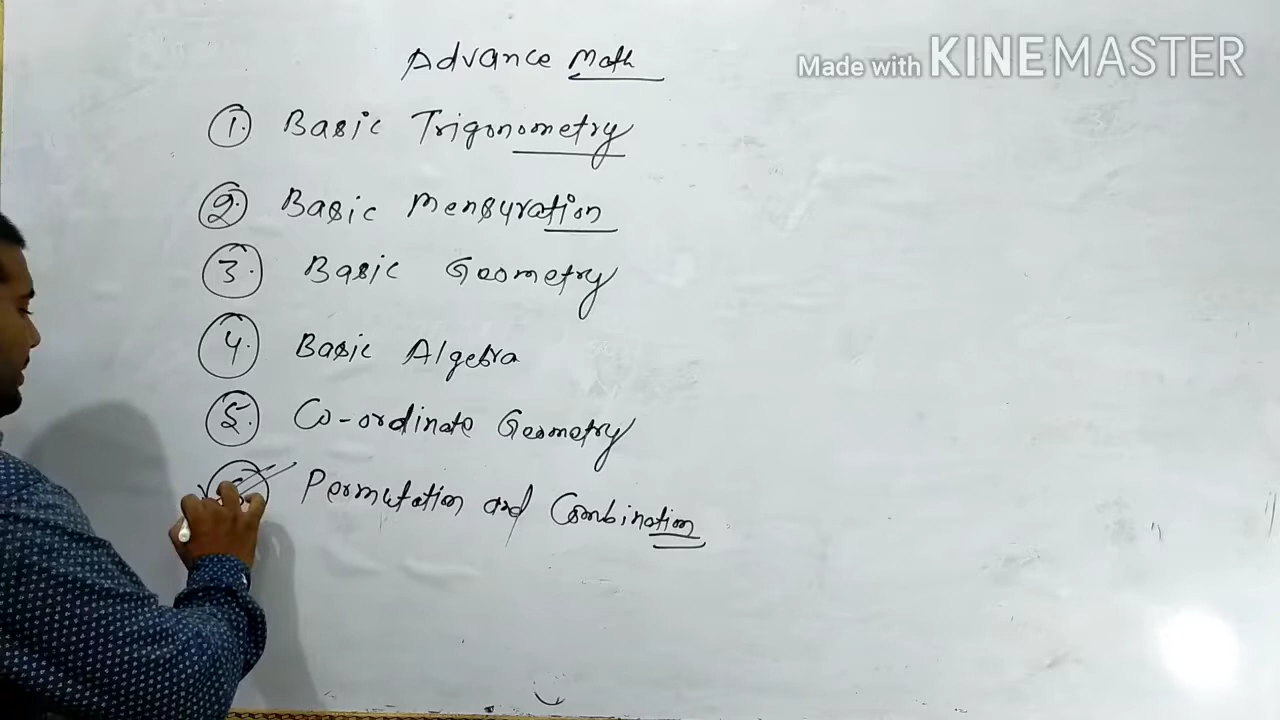 Advance Math
Made with KINEMASTER
1. Basic Trigonometry
2. Basic Mensuration
3. Basic Geometry
4. Basic Algebra
5. Co-ordinate Geometry
Permutation and Combination